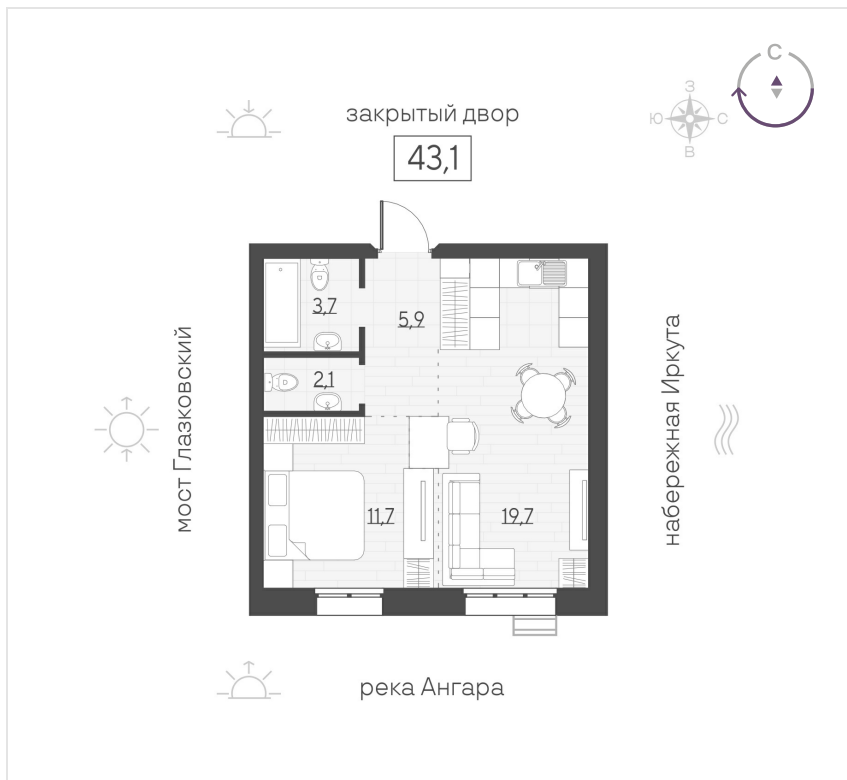 С
закрытый двор
З
Ю С
В
43,1
3,7
5,9
2,1
мост Глазковский
набережная Иркута
11,7
19,7
река Ангара